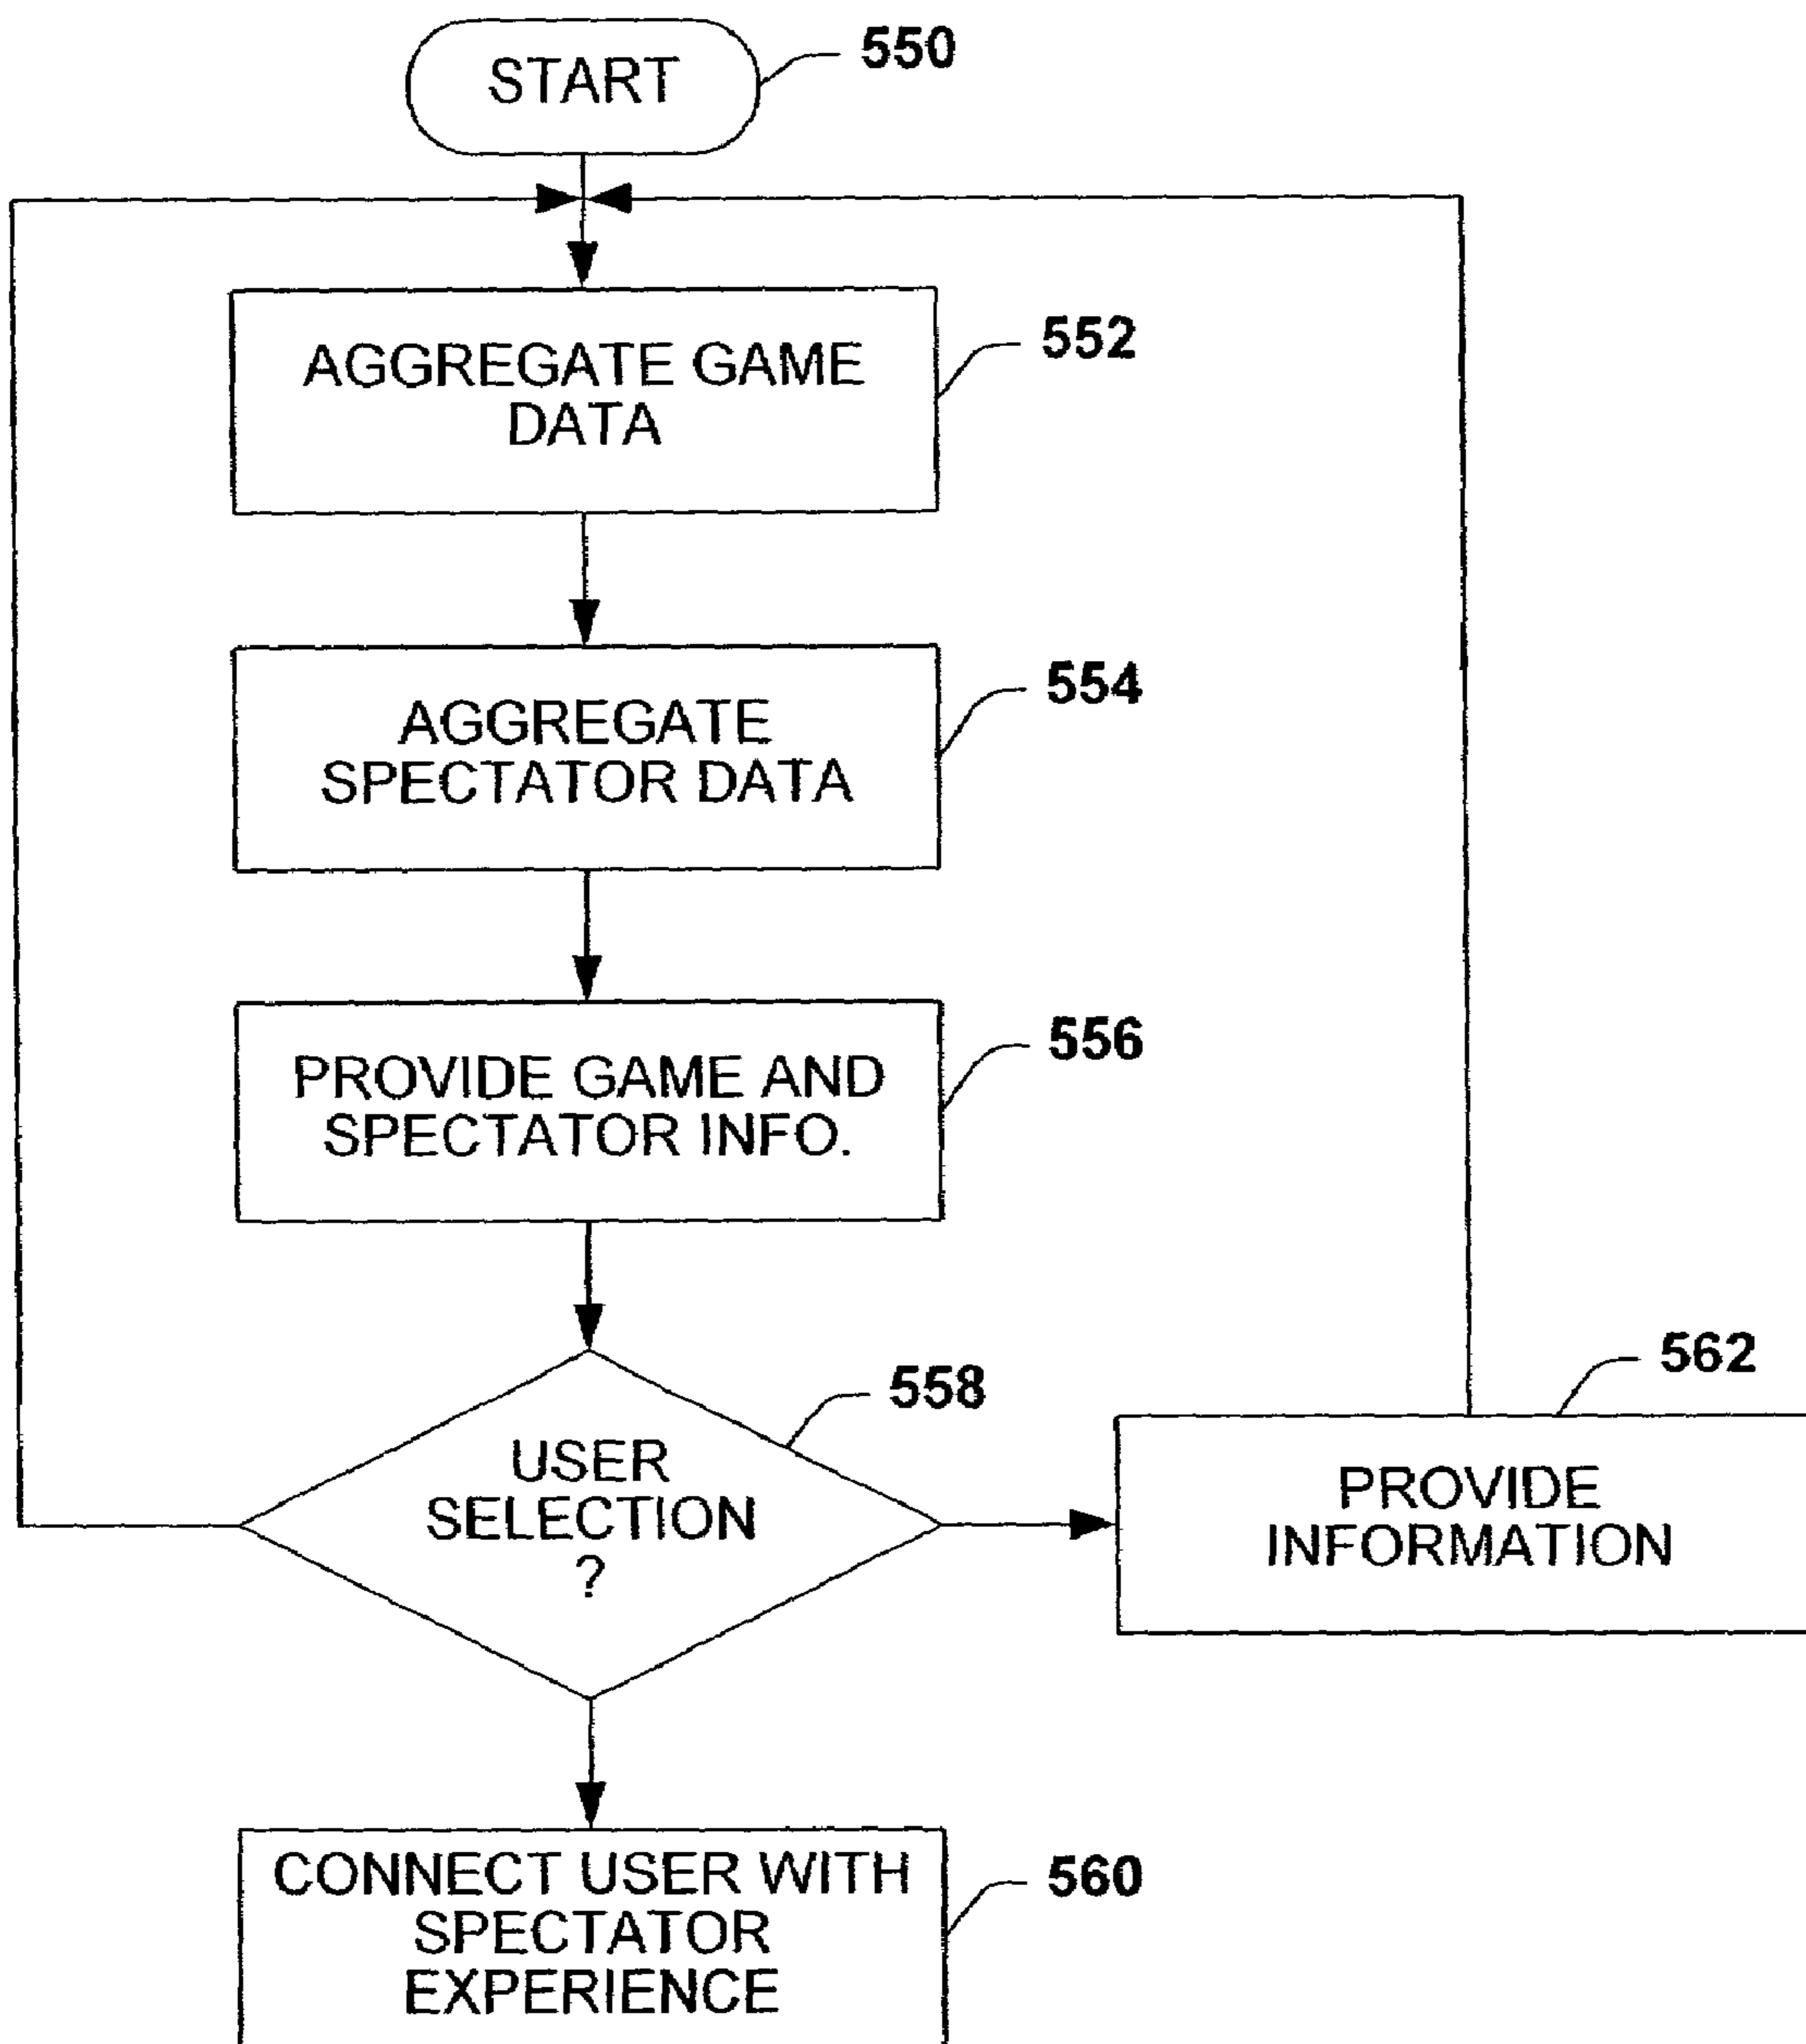 START
550
AGGREGATE GAME
DATA
552
AGGREGATE
SPECTATOR DATA
554
PROVIDE GAME AND
SPECTATOR INFO.
556
USER
SELECTION
?
558
PROVIDE
INFORMATION
562
CONNECT USER WITH
SPECTATOR
EXPERIENCE
560